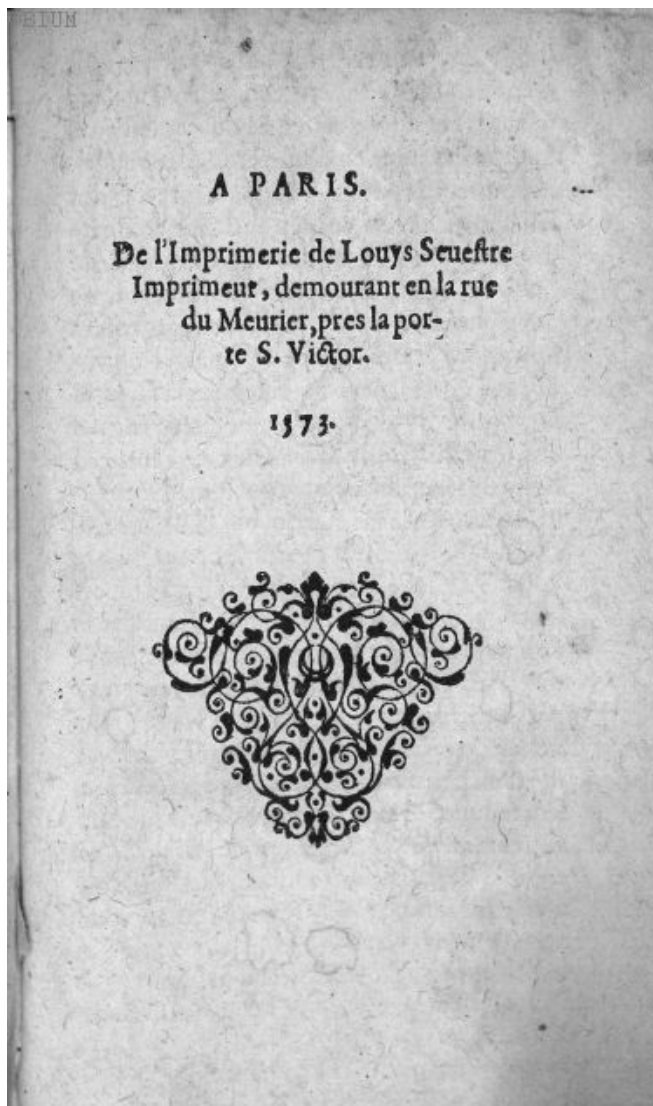 BIUM
A PARIS.
De l'Imprimerie de Louys Seueſtre
Imprimeur, demourant en la rue
du Meurier, pres la por-
te S. Victor.
1573.